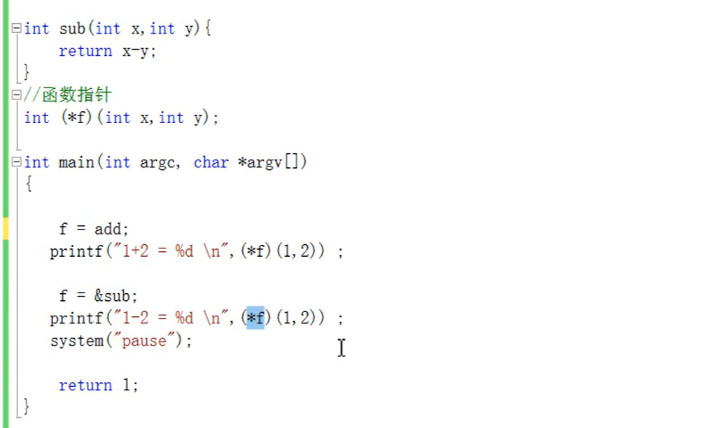 int sub(int x,int y){
return x-y;
}
//函数指针
int (*f)(int x,int y);
int main(int argc, char *argv[])
{
f = add;
printf("1+2 = %d \n",(*f)(1,2)) ;
f = &sub;
printf("1-2 = %d \n",(*f)(1,2)) ;
system("pause");
return 1;
}